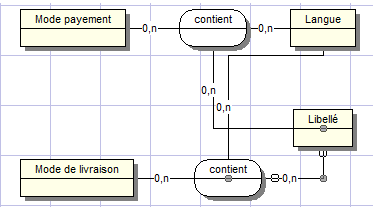 Mode payement
0,n
contient
0,n
Langue
0,n
0,n
Libellé
Mode de livraison
0,n
contient
0,n